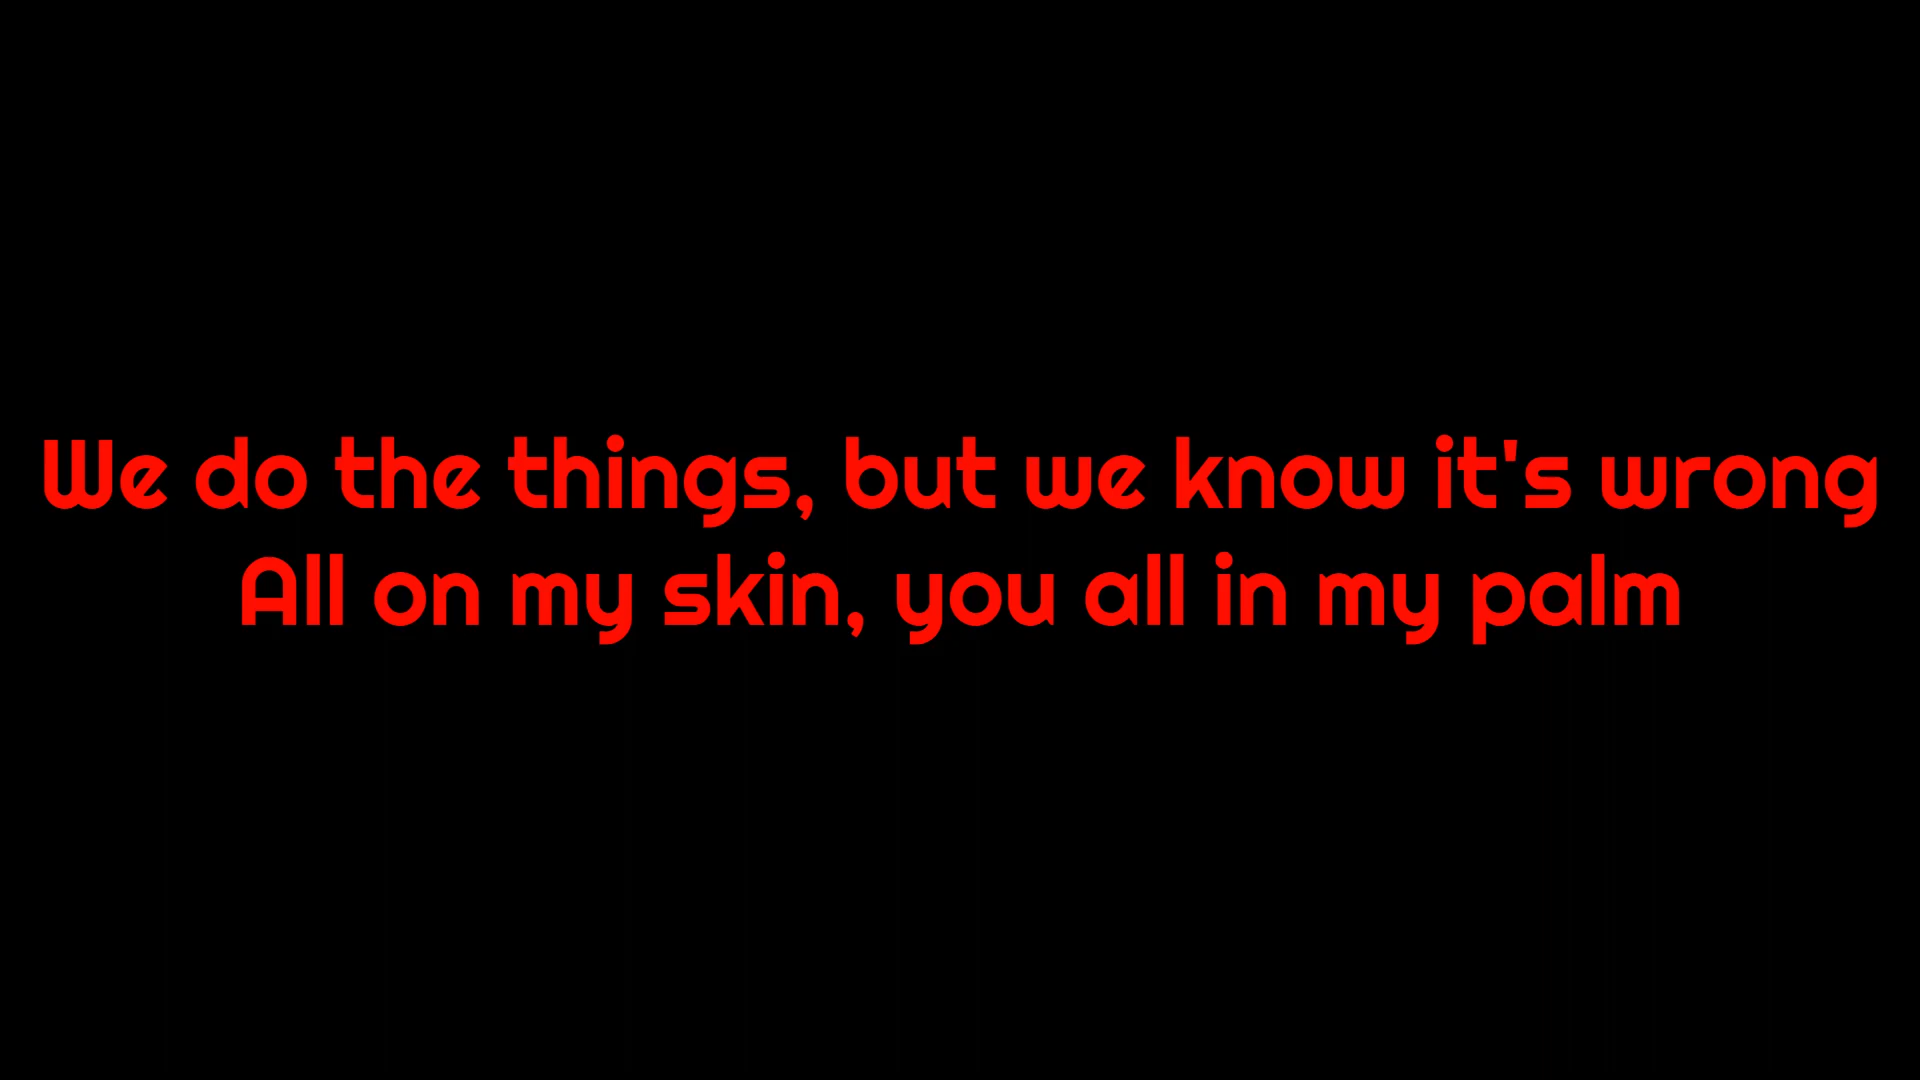 We do the things, but we know it's wrong
All on my skin, you all in my palm